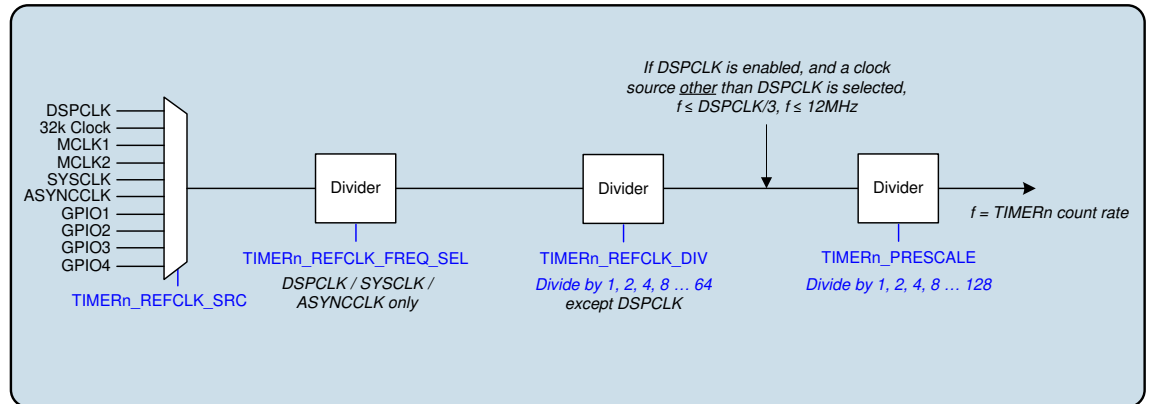 If DSPCLK is enabled, and a clock
source other than DSPCLK is selected,
f ≤ DSPCLK/3, f ≤ 12MHz
DSPCLK
32k Clock
MCLK1
MCLK2
SYSCLK
ASYNCCLK
GPIO1
GPIO2
GPIO3
GPIO4
TIMERn_REFCLK_SRC
Divider
TIMERn_REFCLK_FREQ_SEL
DSPCLK / SYSCLK /
ASYNCCLK only
Divider
TIMERn_REFCLK_DIV
Divide by 1, 2, 4, 8 … 64
except DSPCLK
Divider
TIMERn_PRESCALE
Divide by 1, 2, 4, 8 … 128
f = TIMERn count rate